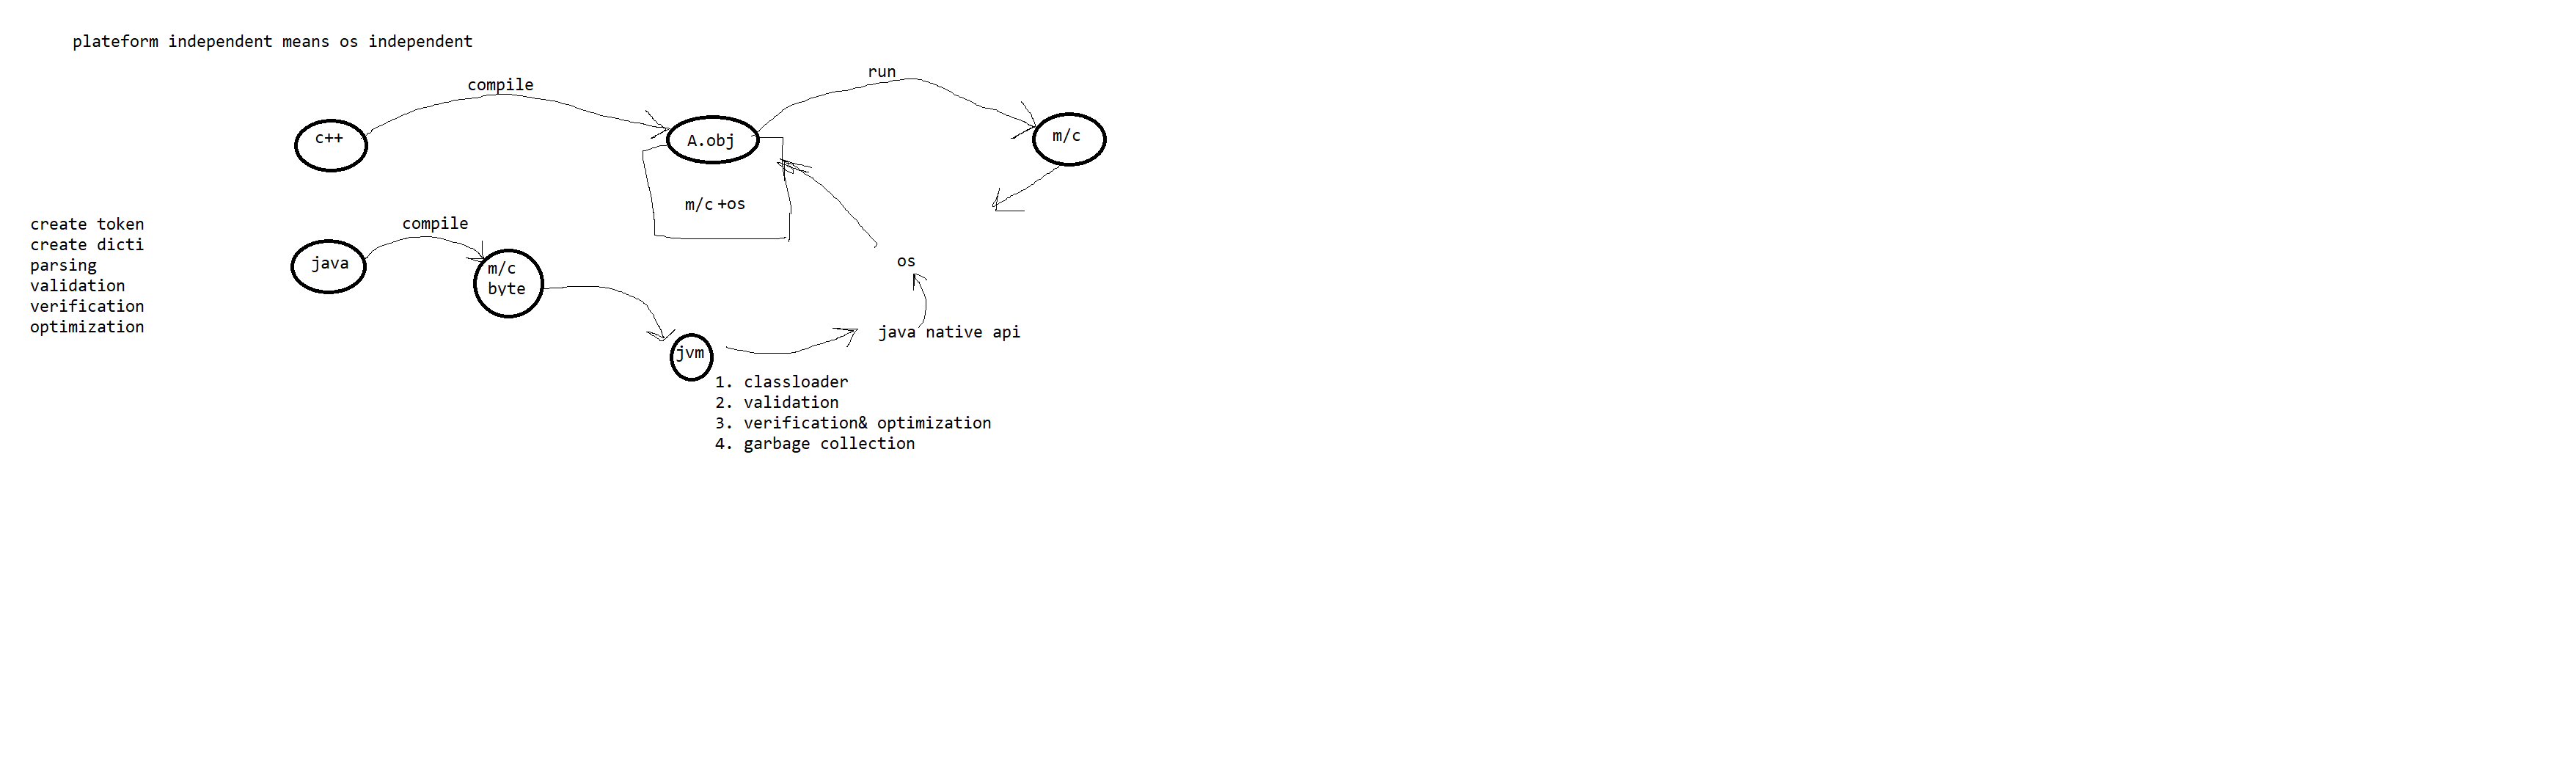 plateform independent means os independent
run
compile
c++
A.obj
m/c
m/c +os
create token
create dicti
parsing
validation
verification
optimization
compile
java
m/c
byte
os
java native api
jvm
1. classloader
2. validation
3. verification& optimization
4. garbage collection